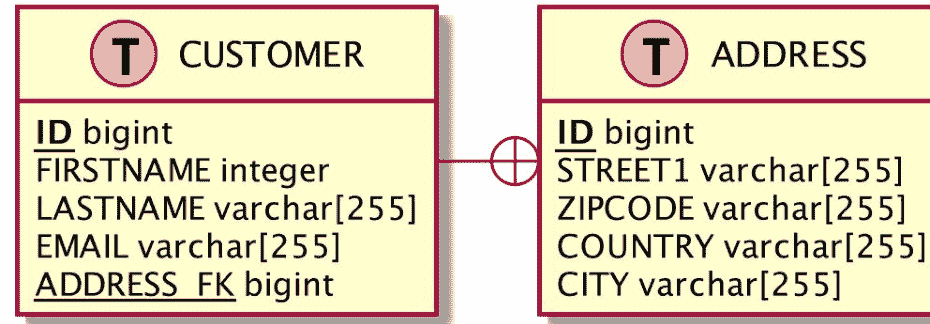 T CUSTOMER
ID bigint
FIRSTNAME integer
LASTNAME varchar[255]
EMAIL varchar[255]
ADDRESS_FK bigint
T ADDRESS
ID bigint
STREET1 varchar[255]
ZIPCODE varchar[255]
COUNTRY varchar[255]
CITY varchar[255]